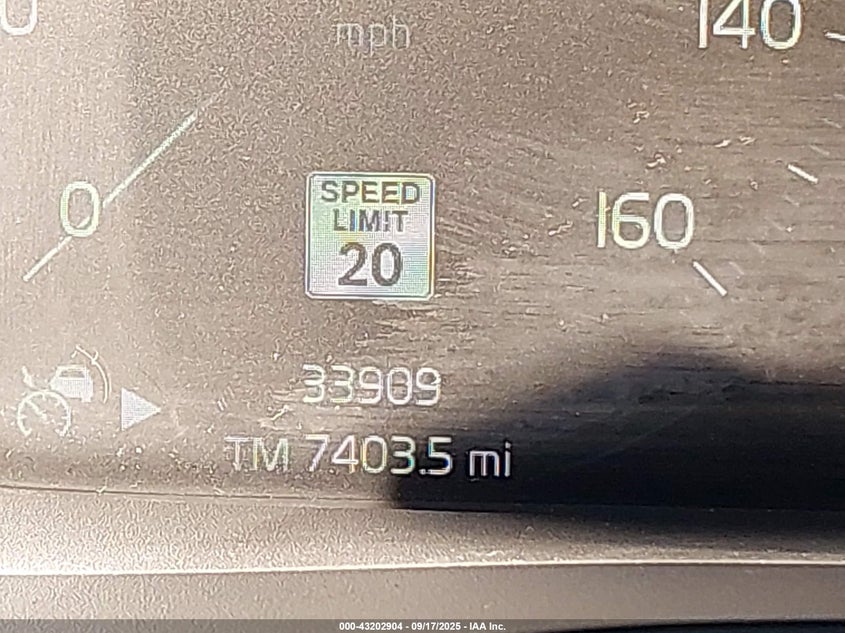 mph
140
0
SPEED
LIMIT
20
160
33909
TM 7403.5 mi
000-43202904 - 09/17/2025 - IAA Inc.